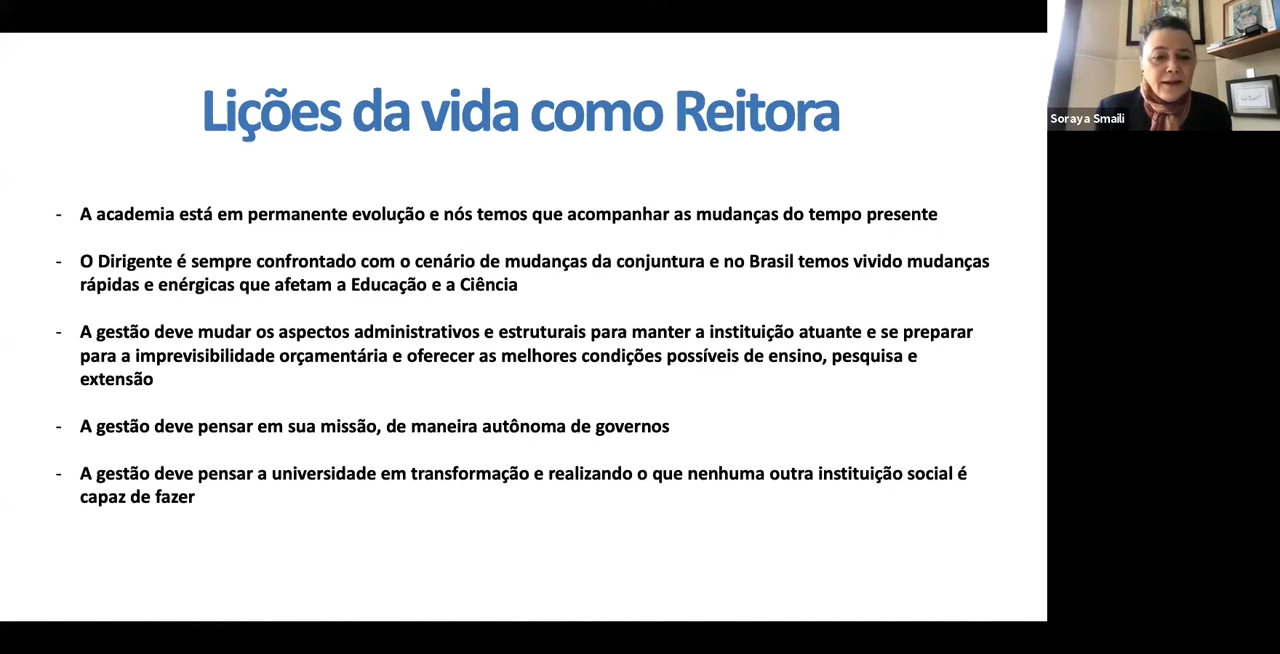 Lições da vida como Reitora
Soraya Smaili
- A academia está em permanente evolução e nós temos que acompanhar as mudanças do tempo presente
- O Dirigente é sempre confrontado com o cenário de mudanças da conjuntura e no Brasil temos vivido mudanças
rápidas e enérgicas que afetam a Educação e a Ciência
- A gestão deve mudar os aspectos administrativos e estruturais para manter a instituição atuante e se preparar
para a imprevisibilidade orçamentária e oferecer as melhores condições possíveis de ensino, pesquisa e
extensão
- A gestão deve pensar em sua missão, de maneira autônoma de governos
- A gestão deve pensar a universidade em transformação e realizando o que nenhuma outra instituição social é
capaz de fazer